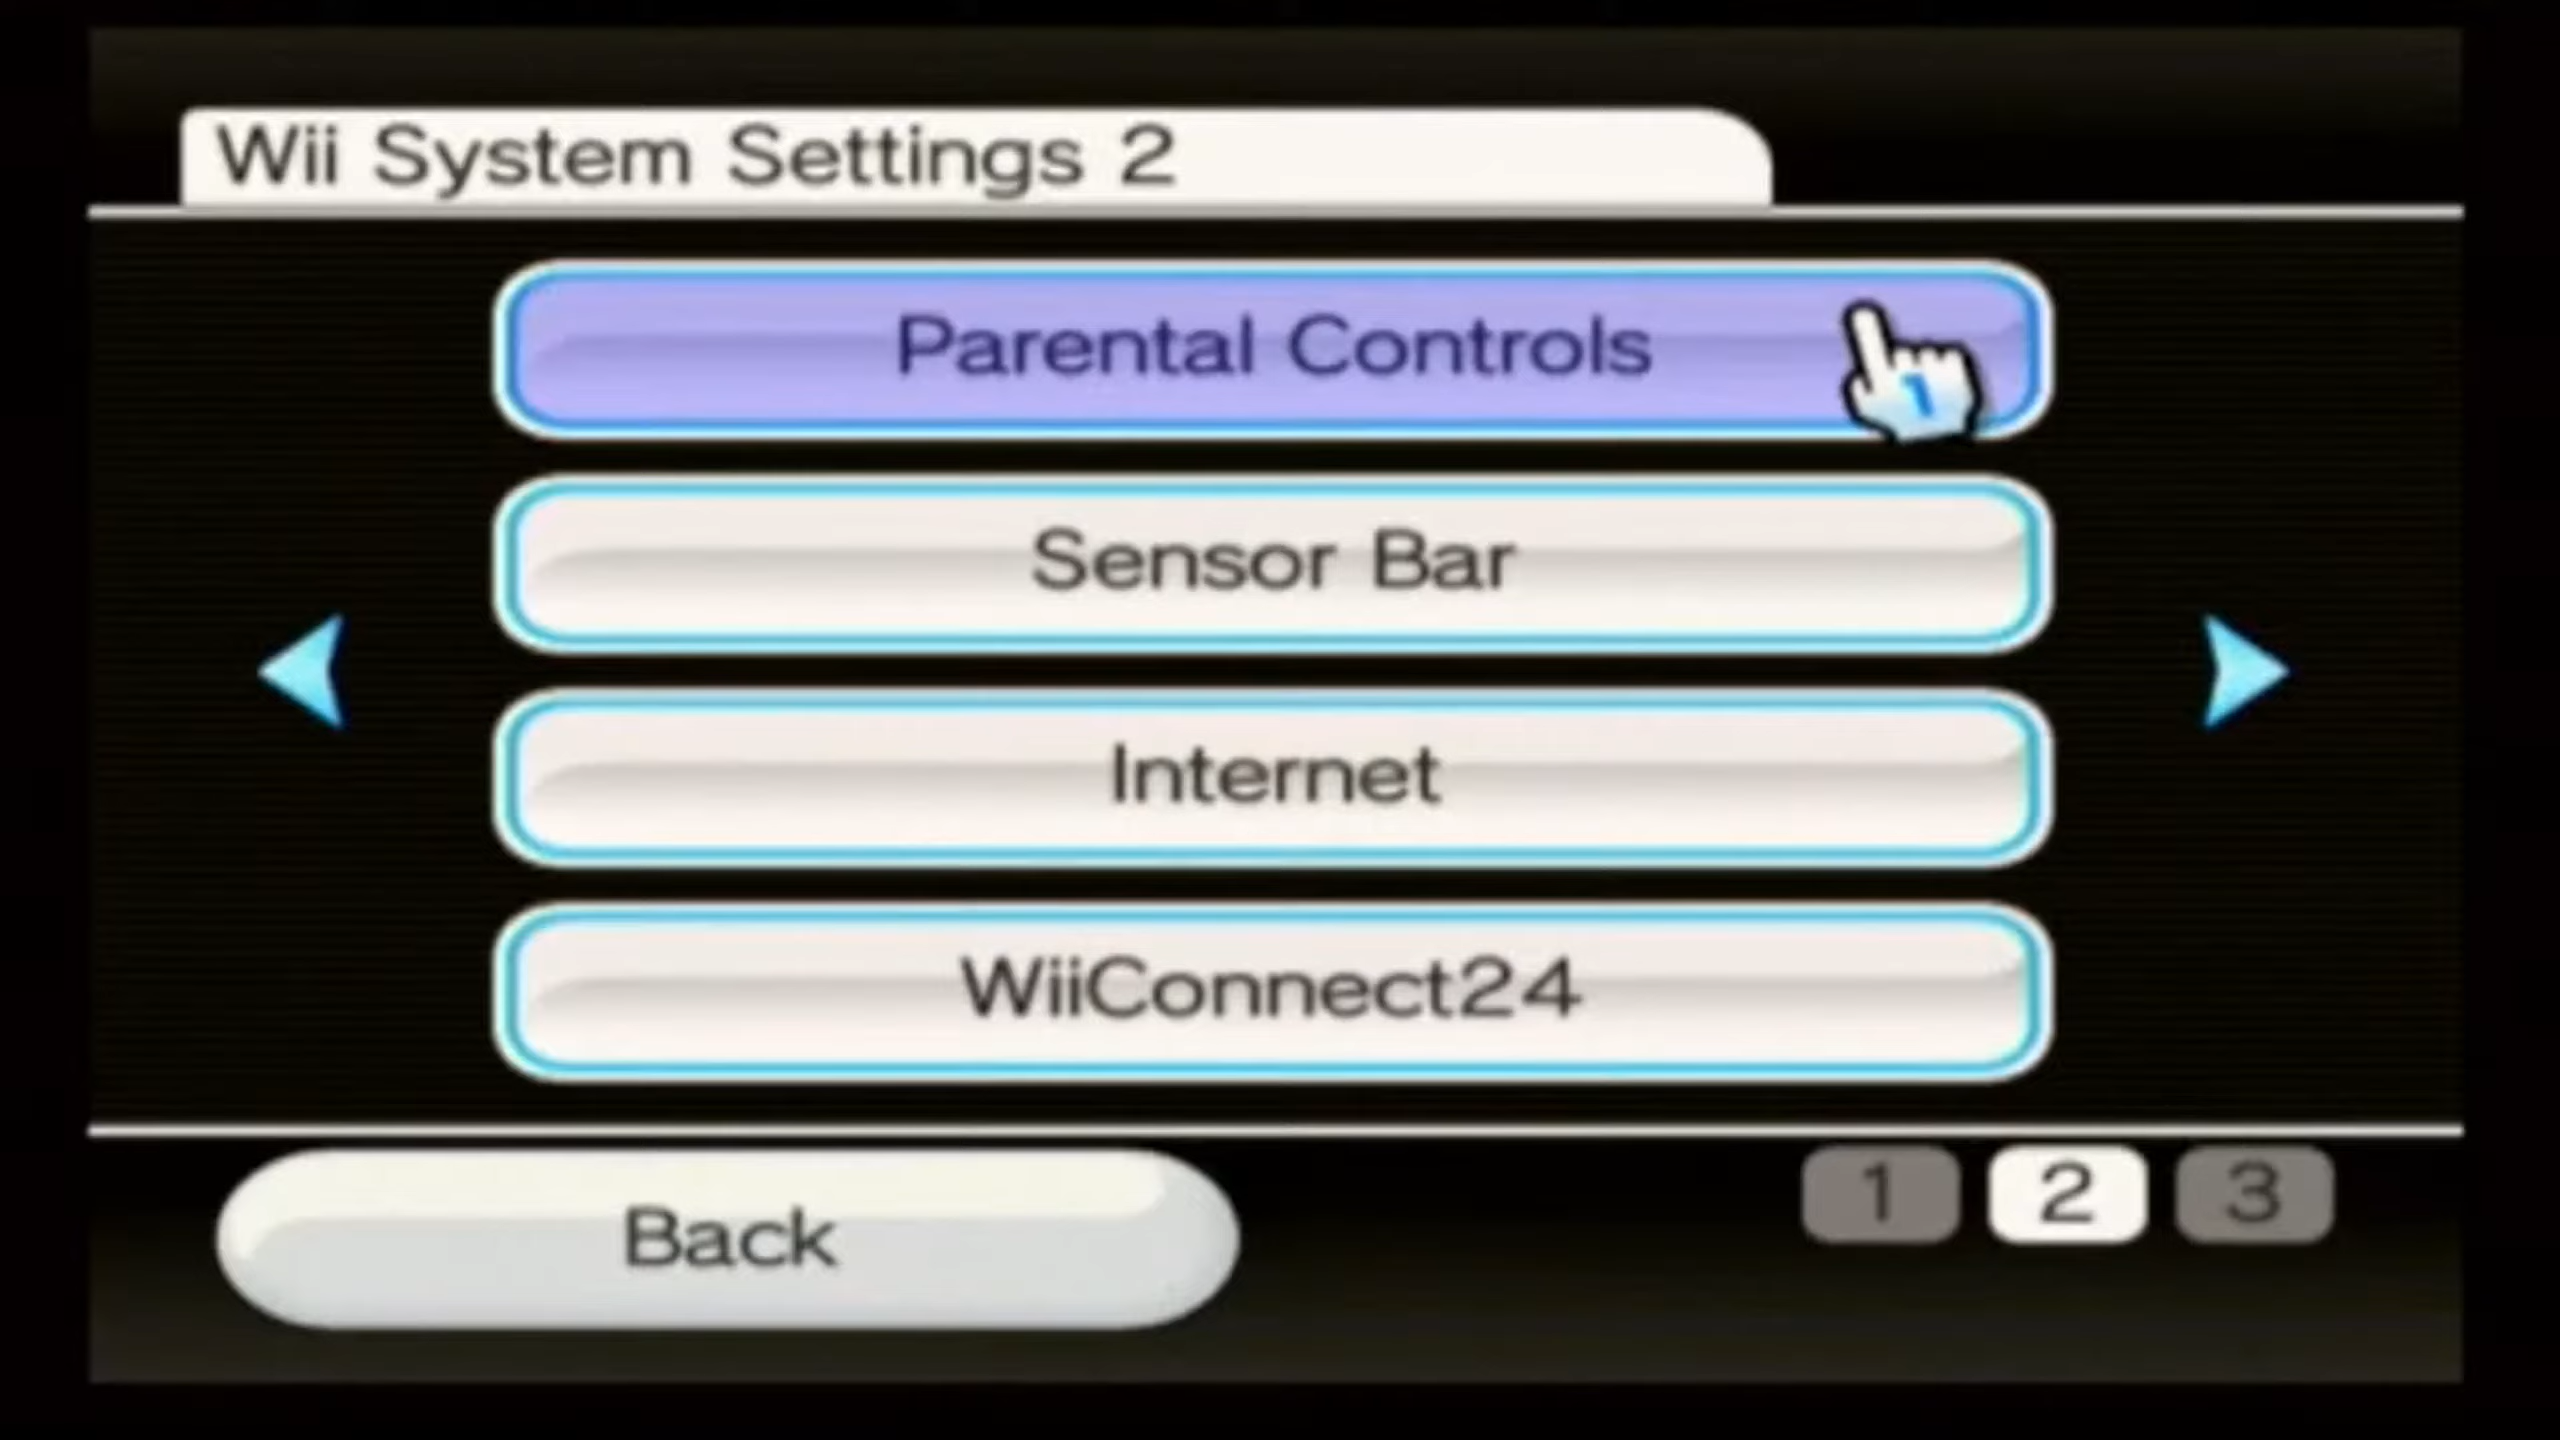 Wii System Settings 2
Parental Controls
1
Sensor Bar
Internet
WiiConnect24
Back
1 2 3